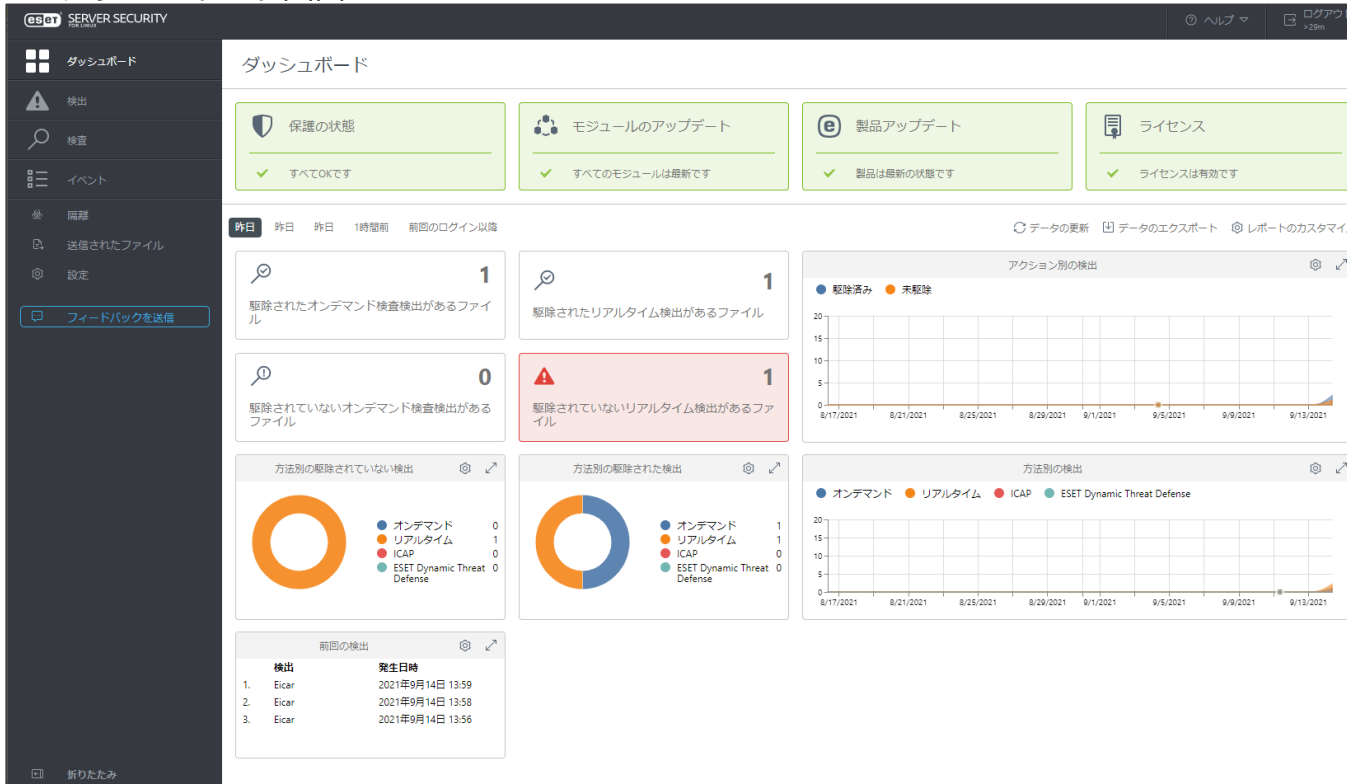 eset SERVER SECURITY
FOR LINUX
ヘルプ
ログアウト
>29m
ダッシュボード
検出
検査
イベント
隔離
送信されたファイル
設定
フィードバックを送信
折りたたみ
ダッシュボード
保護の状態
すべてOKです
モジュールのアップデート
すべてのモジュールは最新です
製品アップデート
製品は最新の状態です
ライセンス
ライセンスは有効です
昨日 昨日 昨日 1時間前 前回のログイン以降
データの更新 データのエクスポート レポートのカスタマイ
1
駆除されたオンデマンド検査検出があるファイ
ル
1
駆除されたリアルタイム検出があるファイル
0
駆除されていないオンデマンド検査検出がある
ファイル
1
駆除されていないリアルタイム検出があるファ
イル
アクション別の検出
駆除済み 未駆除
20
15
10
5
0
8/17/2021 8/21/2021 8/25/2021 8/29/2021 9/1/2021 9/5/2021 9/9/2021 9/13/2021
方法別の駆除されていない検出
オンデマンド 0
リアルタイム 1
ICAP 0
ESET Dynamic Threat 0
Defense
方法別の駆除された検出
オンデマンド 1
リアルタイム 1
ICAP 0
ESET Dynamic Threat 0
Defense
方法別の検出
オンデマンド リアルタイム ICAP ESET Dynamic Threat Defense
20
15
10
5
0
8/17/2021 8/21/2021 8/25/2021 8/29/2021 9/1/2021 9/5/2021 9/9/2021 9/13/2021
前回の検出
検出 発生日時
1. Eicar 2021年9月14日 13:59
2. Eicar 2021年9月14日 13:58
3. Eicar 2021年9月14日 13:56